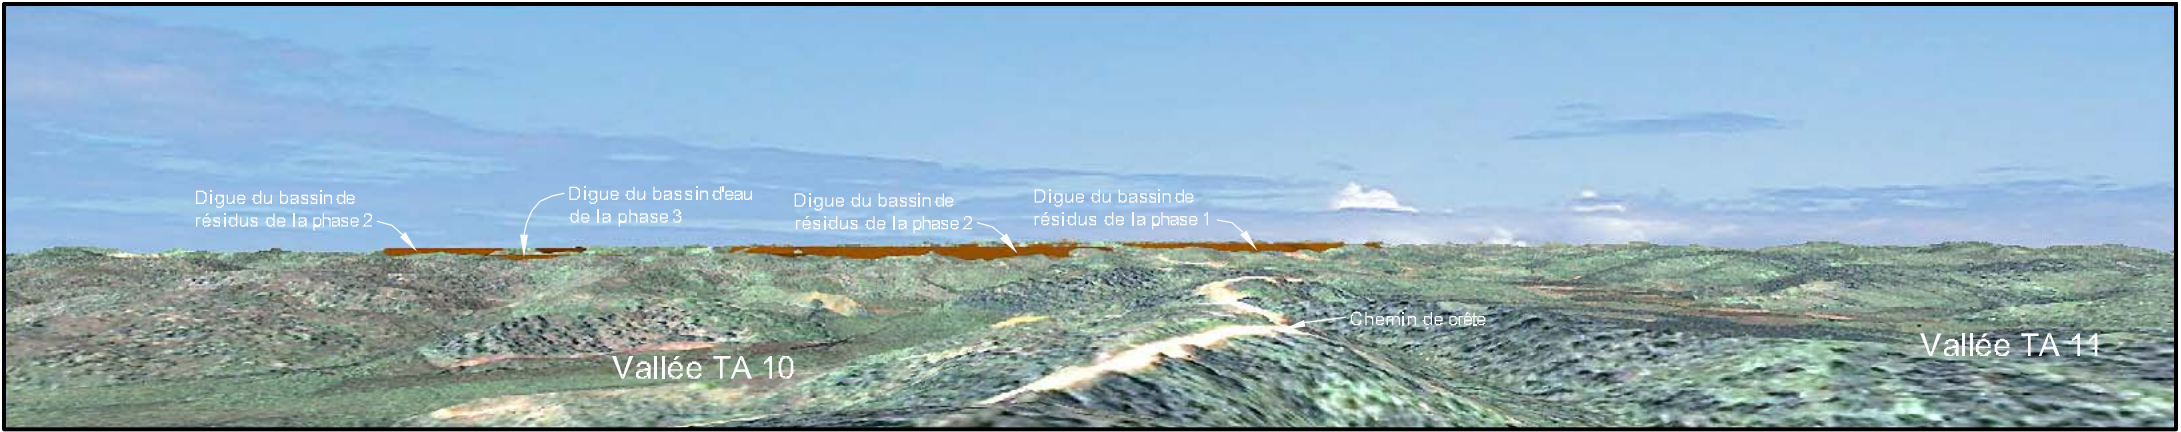 Digue du bassin de
résidus de la phase 2
Digue du bassin d'eau
de la phase 3
Digue du bassin de
résidus de la phase 2
Digue du bassin de
résidus de la phase 1
Chemin de crête
Vallée TA 10
Vallée TA 11